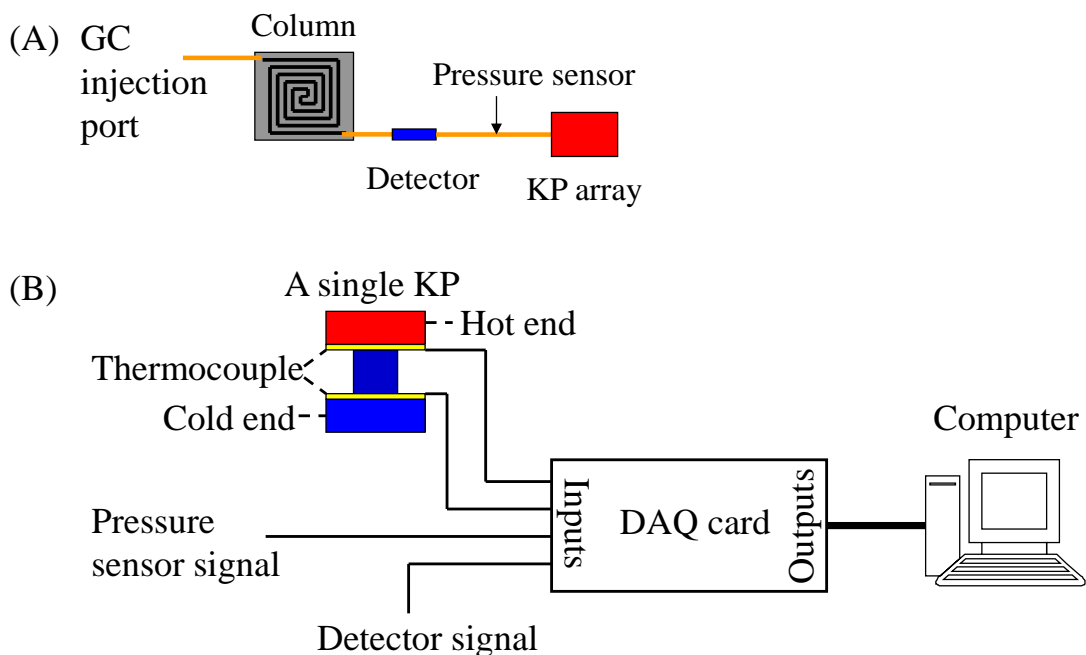 (A) GC
injection
port
Column
Pressure sensor
Detector
KP array
(B)
A single KP
Hot end
Thermocouple
Cold end
Computer
Inputs
DAQ card
Outputs
Pressure
sensor signal
Detector signal